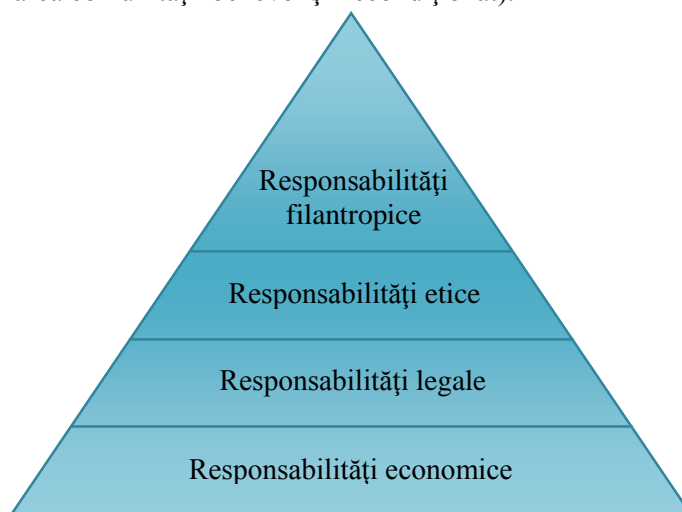 Responsabilităţi
filantropice
Responsabilităţi etice
Responsabilităţi legale
Responsabilităţi economice